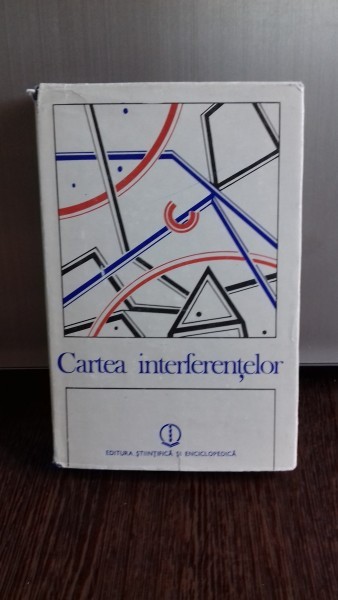 Cartea interferențelor
EDITURA ȘTIINȚIFICĂ ȘI ENCICLOPEDICĂ